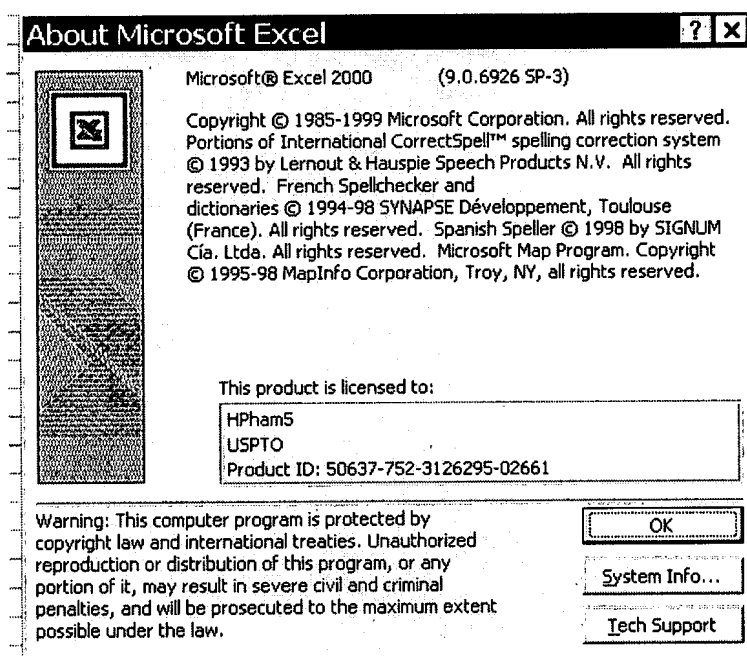 About Microsoft Excel
? X
Microsoft® Excel 2000 (9.0.6926 SP-3)
Copyright © 1985-1999 Microsoft Corporation. All rights reserved.
Portions of International CorrectSpell™ spelling correction system
© 1993 by Lernout & Hauspie Speech Products N.V. All rights
reserved. French Spellchecker and
dictionaries © 1994-98 SYNAPSE Développement, Toulouse
(France). All rights reserved. Spanish Speller © 1998 by SIGNUM
Cía. Ltda. All rights reserved. Microsoft Map Program. Copyright
© 1995-98 MapInfo Corporation, Troy, NY, all rights reserved.
This product is licensed to:
HPham5
USPTO
Product ID: 50637-752-3126295-02661
Warning: This computer program is protected by
copyright law and international treaties. Unauthorized
reproduction or distribution of this program, or any
portion of it, may result in severe civil and criminal
penalties, and will be prosecuted to the maximum extent
possible under the law.
OK
System Info...
Tech Support